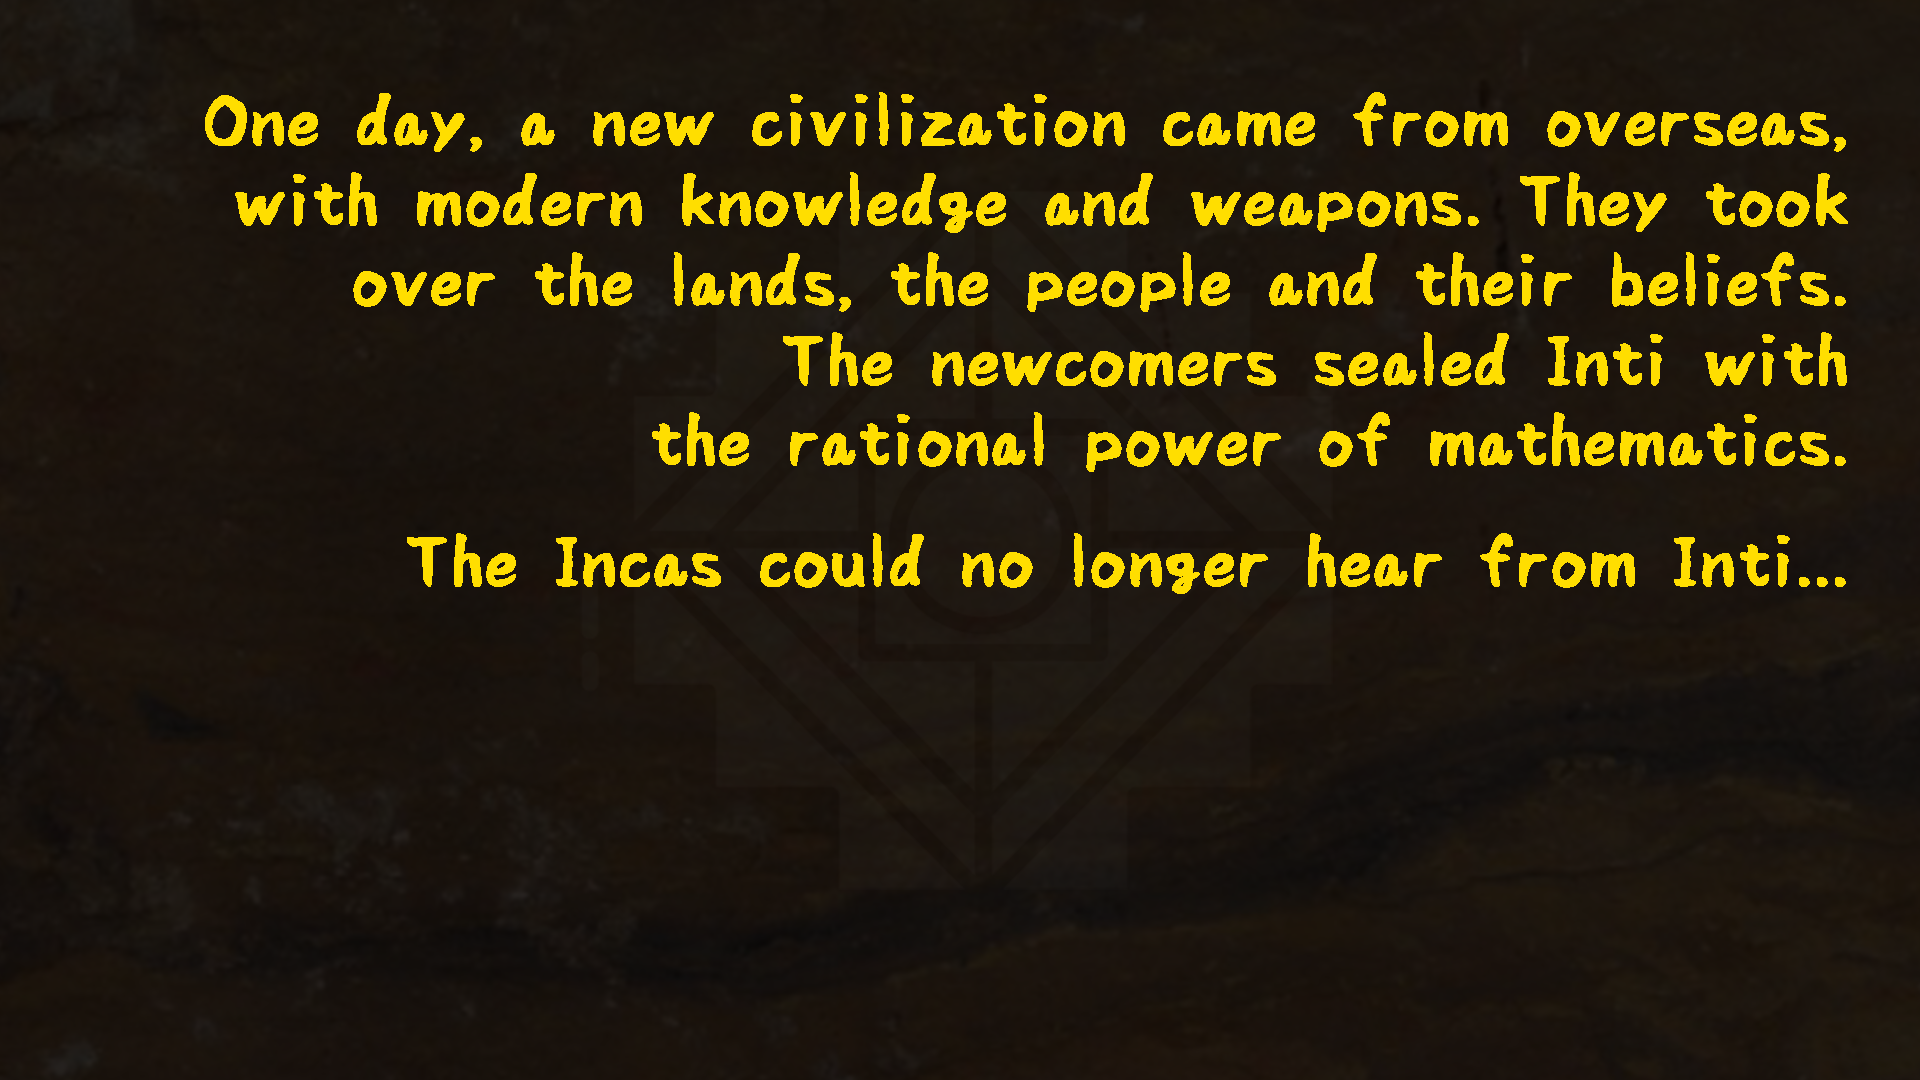 One day, a new civilization came from overseas,
with modern knowledge and weapons. They took
over the lands, the people and their beliefs.
The newcomers sealed Inti with
the rational power of mathematics.
The Incas could no longer hear from Inti...